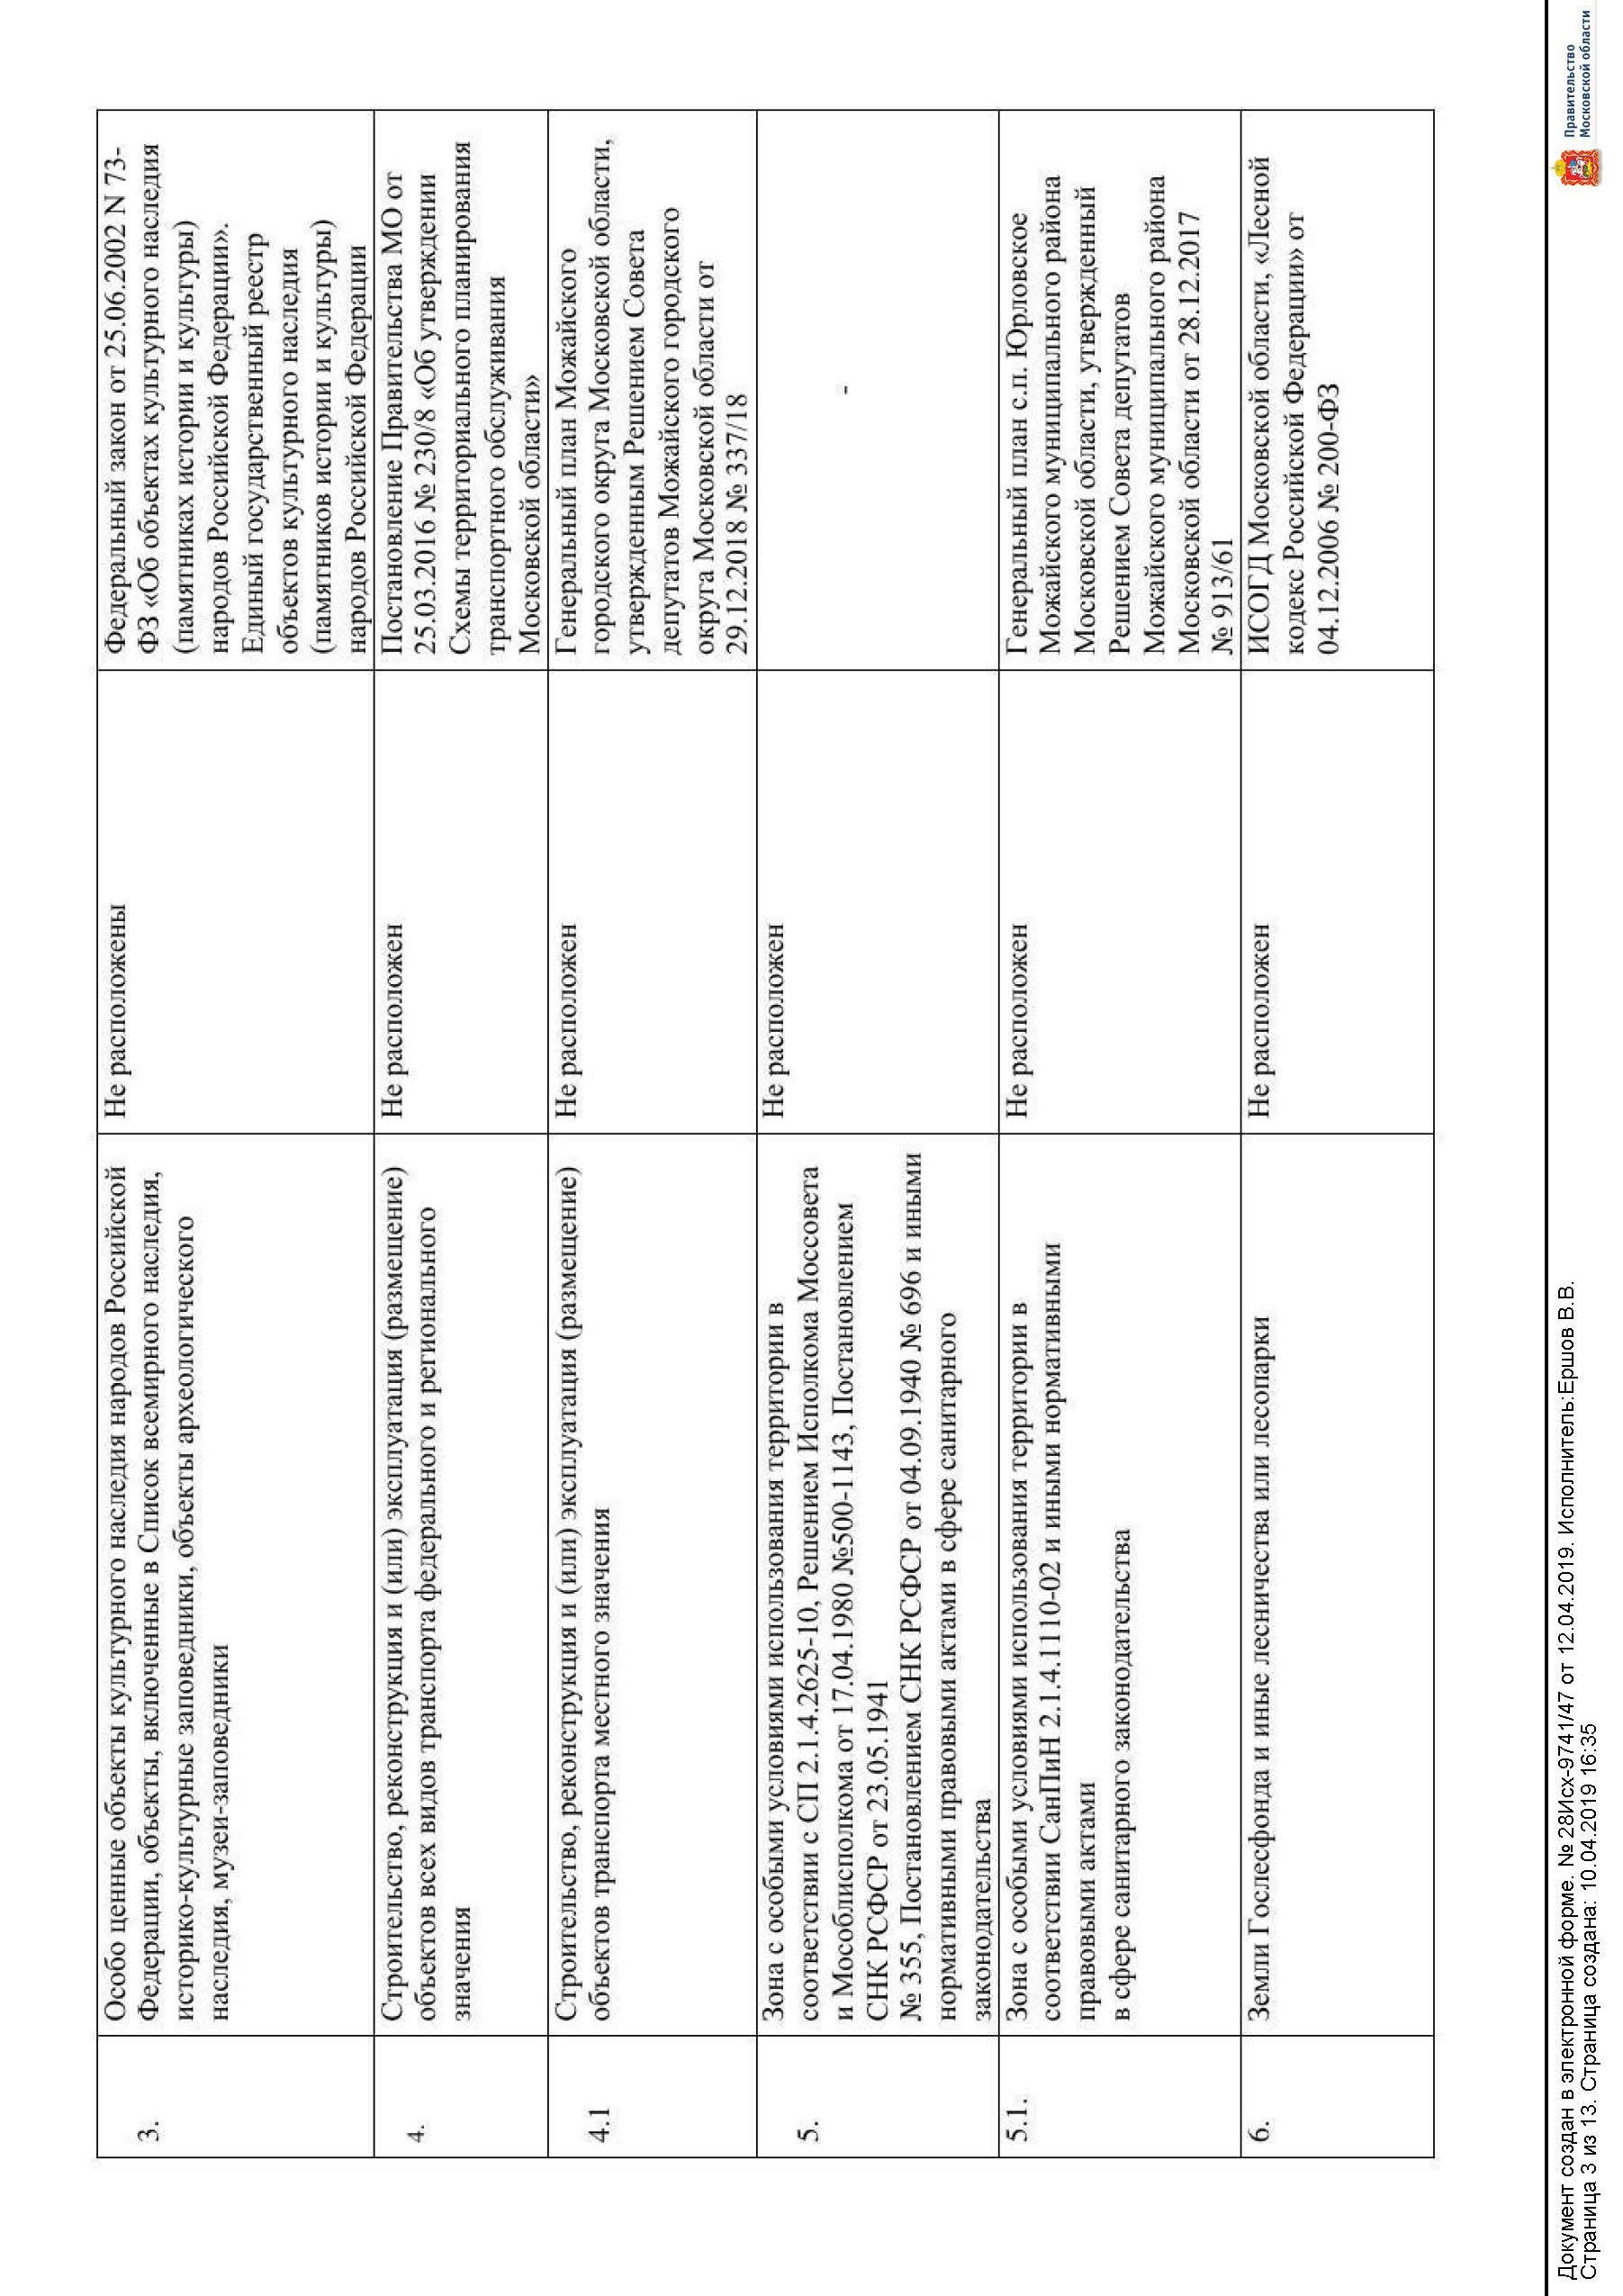 3.
Особо ценные объекты культурного наследия народов Российской
Федерации, объекты, включенные в Список всемирного наследия,
историко-культурные заповедники, объекты археологического
наследия, музеи-заповедники
Не расположены
Федеральный закон от 25.06.2002 N 73-
ФЗ «Об объектах культурного наследия
(памятниках истории и культуры)
народов Российской Федерации».
Единый государственный реестр
объектов культурного наследия
(памятников истории и культуры)
народов Российской Федерации
4.
Строительство, реконструкция и (или) эксплуатация (размещение)
объектов всех видов транспорта федерального и регионального
значения
Не расположен
Постановление Правительства МО от
25.03.2016 № 230/8 «Об утверждении
Схемы территориального планирования
транспортного обслуживания
Московской области»
4.1
Строительство, реконструкция и (или) эксплуатация (размещение)
объектов транспорта местного значения
Не расположен
Генеральный план Можайского
городского округа Московской области,
утвержденным Решением Совета
депутатов Можайского городского
округа Московской области от
29.12.2018 № 337/18
5.
Зона с особыми условиями использования территории в
соответствии с СП 2.1.4.2625-10, Решением Исполкома Моссовета
и Мособлисполкома от 17.04.1980 №500-1143, Постановлением
СНК РСФСР от 23.05.1941
№ 355, Постановлением СНК РСФСР от 04.09.1940 № 696 и иными
нормативными правовыми актами в сфере санитарного
законодательства
Не расположен
-
5.1.
Зона с особыми условиями использования территории в
соответствии СанПиН 2.1.4.1110-02 и иными нормативными
правовыми актами
в сфере санитарного законодательства
Не расположен
Генеральный план с.п. Юрловское
Можайского муниципального района
Московской области, утвержденный
Решением Совета депутатов
Можайского муниципального района
Московской области от 28.12.2017
№ 913/61
6.
Земли Гослесфонда и иные лесничества или лесопарки
Не расположен
ИСОГД Московской области, «Лесной
кодекс Российской Федерации» от
04.12.2006 № 200-ФЗ
Документ создан в электронной форме. № 28Исх-9741/47 от 12.04.2019. Исполнитель:Ершов В.В.
Страница 3 из 13. Страница создана: 10.04.2019 16:35
Правительство
Московской области